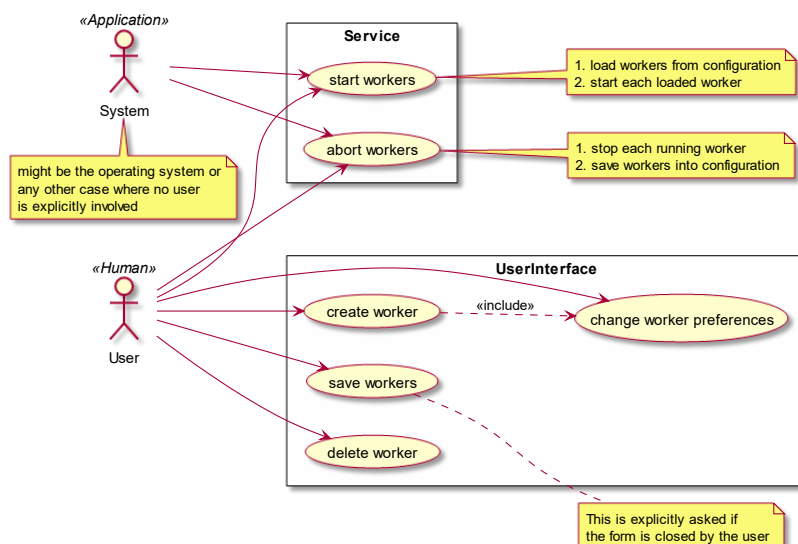 «Application»
System
might be the operating system or
any other case where no user
is explicitly involved
Service
start workers
abort workers
1. load workers from configuration
2. start each loaded worker
1. stop each running worker
2. save workers into configuration
«Human»
User
UserInterface
create worker
«include»
change worker preferences
save workers
delete worker
This is explicitly asked if
the form is closed by the user